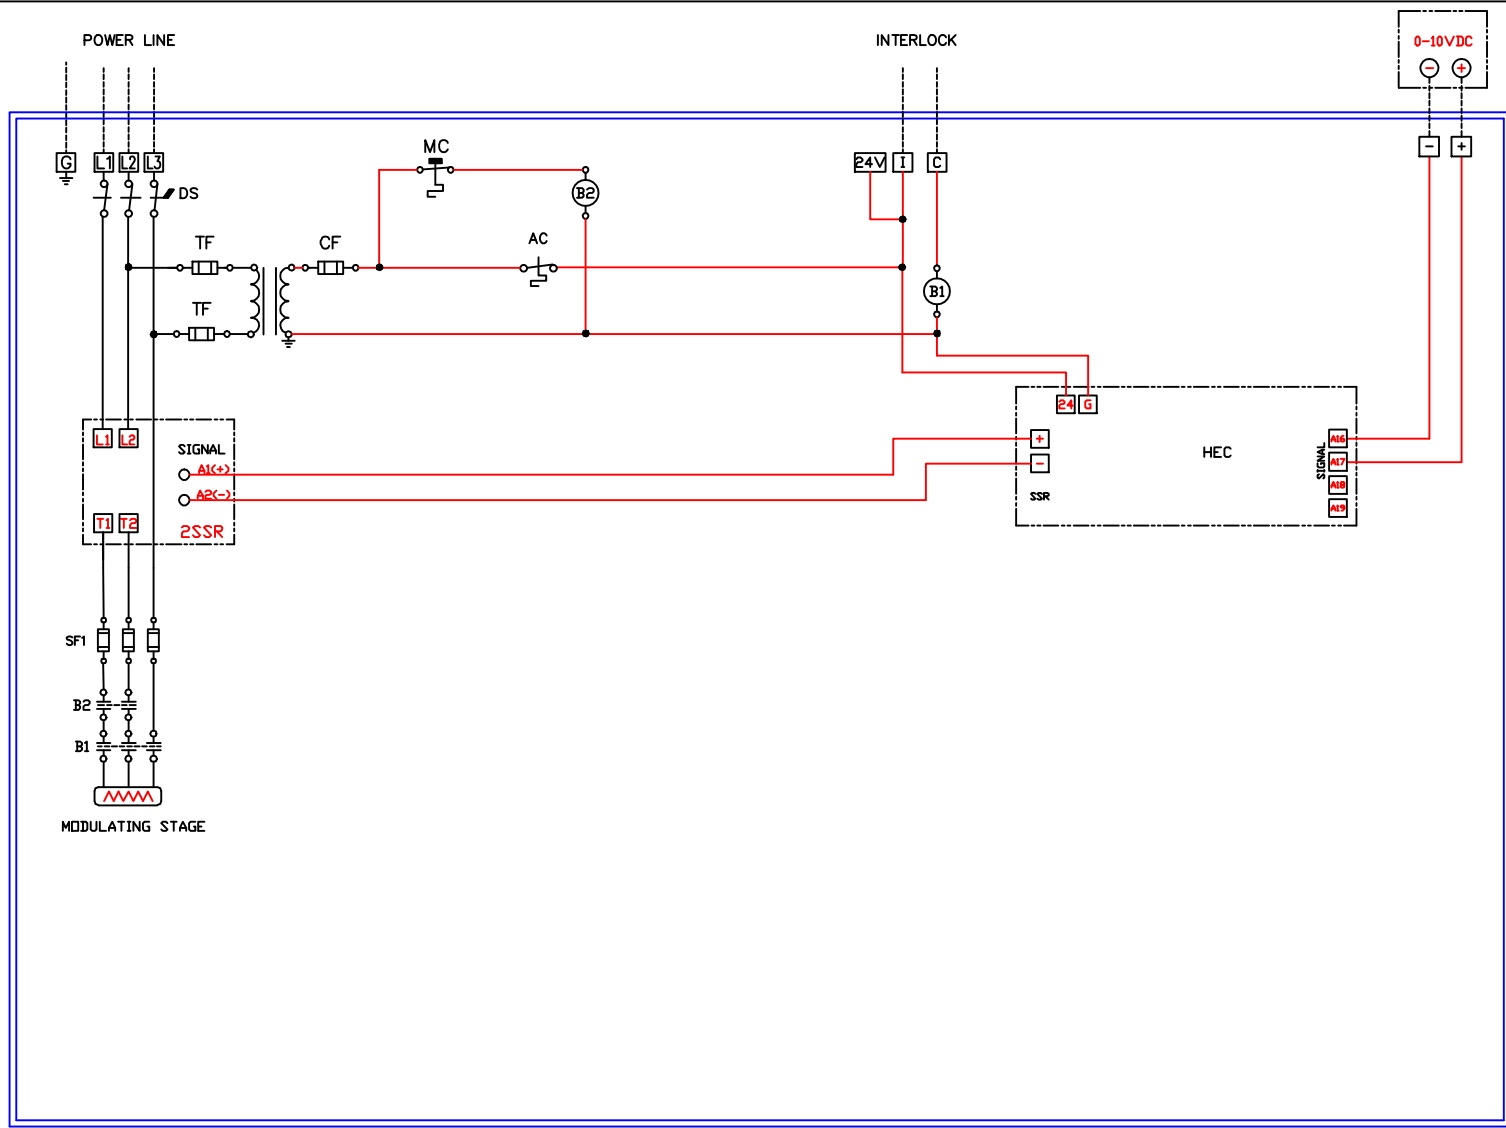 POWER LINE
INTERLOCK
0-10VDC
- +
G L1 L2 L3
DS
MC
B2
24V I C
- +
TF
CF
AC
TF
B1
24 G
L1 L2
SIGNAL
A1(+)
A2(-)
T1 T2
2SSR
+
-
SSR
HEC
SIGNAL
A16
A17
A18
A19
SF1
B2
B1
MODULATING STAGE